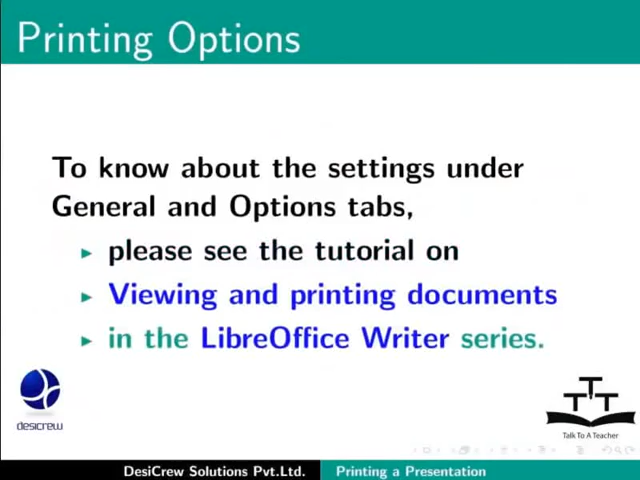 Printing Options
To know about the settings under
General and Options tabs,
please see the tutorial on
Viewing and printing documents
in the LibreOffice Writer series.
desicrew
TTT
Talk To A Teacher
DesiCrew Solutions Pvt.Ltd. Printing a Presentation